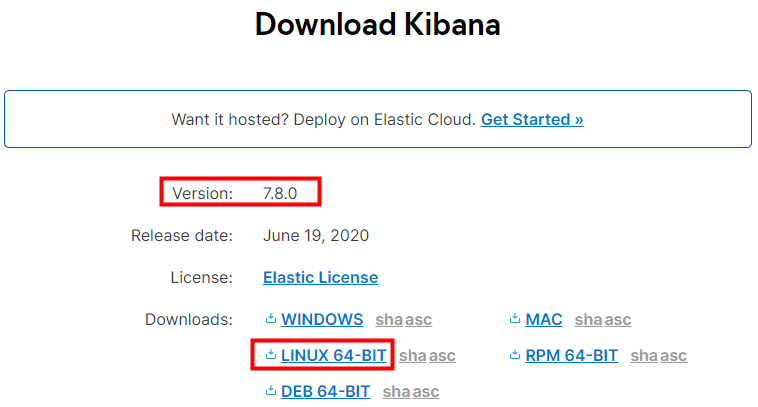 Download Kibana
Want it hosted? Deploy on Elastic Cloud. Get Started »
Version: 7.8.0
Release date: June 19, 2020
License: Elastic License
Downloads: WINDOWS sha asc MAC sha asc
LINUX 64-BIT sha asc RPM 64-BIT sha asc
DEB 64-BIT sha asc